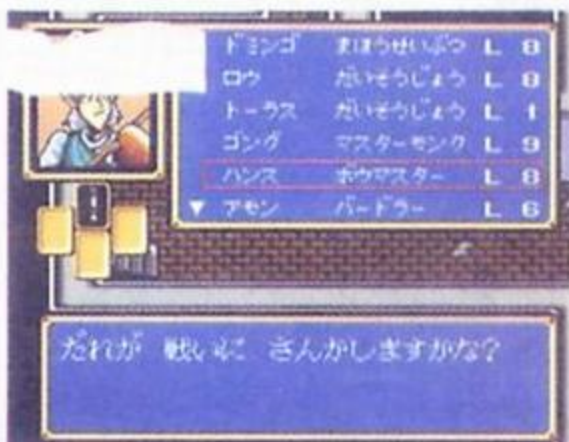 ドミンゴ まほうせいぶつ L 8
ロウ だいそうじょう L 8
トーラス だいそうじょう L 1
ゴング マスターモンク L 9
ハンス ボウマスター L 8
▼ アモン バードラー L 6
だれが 戦いに さんかしますかな?